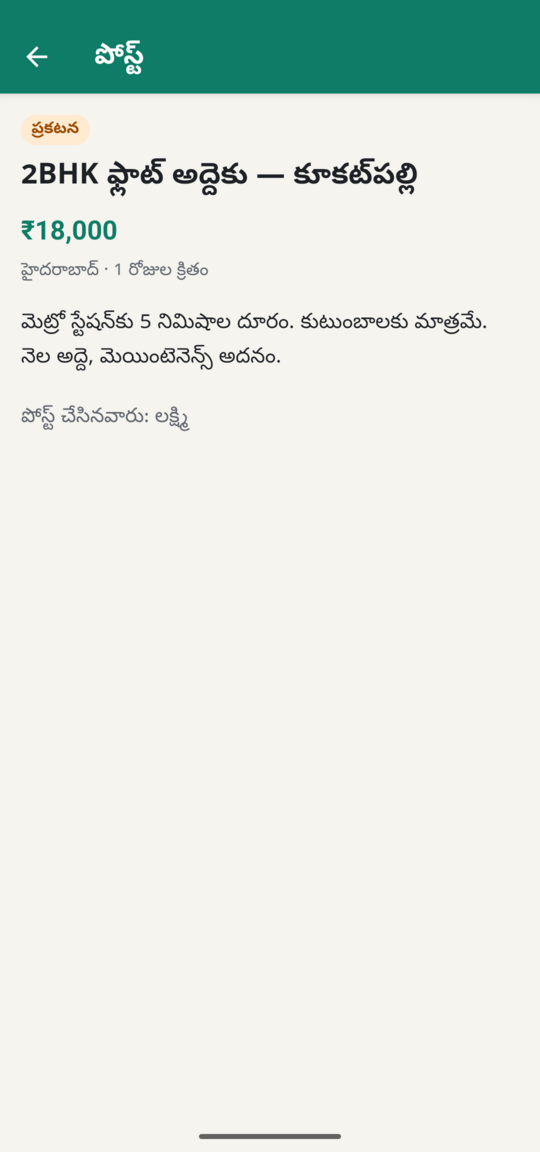 పోస్ట్
ప్రకటన
2BHK ఫ్లాట్ అద్దెకు — కూకట్‌పల్లి
₹18,000
హైదరాబాద్ · 1 రోజుల క్రితం
మెట్రో స్టేషన్‌కు 5 నిమిషాల దూరం. కుటుంబాలకు మాత్రమే.
నెల అద్దె, మెయింటెనెన్స్ అదనం.
పోస్ట్ చేసినవారు: లక్ష్మి